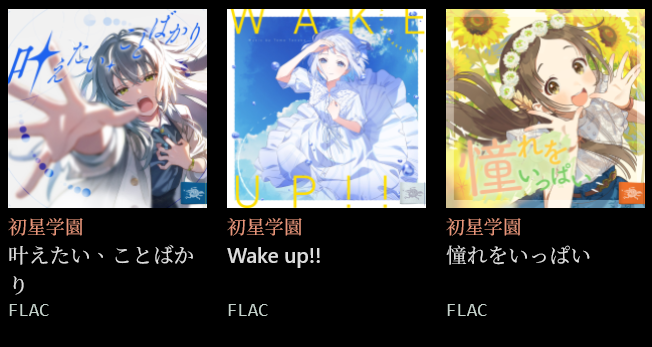 叶えたい、ことばかり
WAKE
UP!!
憧れを
いっぱい
初星学園
叶えたい、ことばか
り
FLAC
初星学園
Wake up!!
FLAC
初星学園
憧れをいっぱい
FLAC